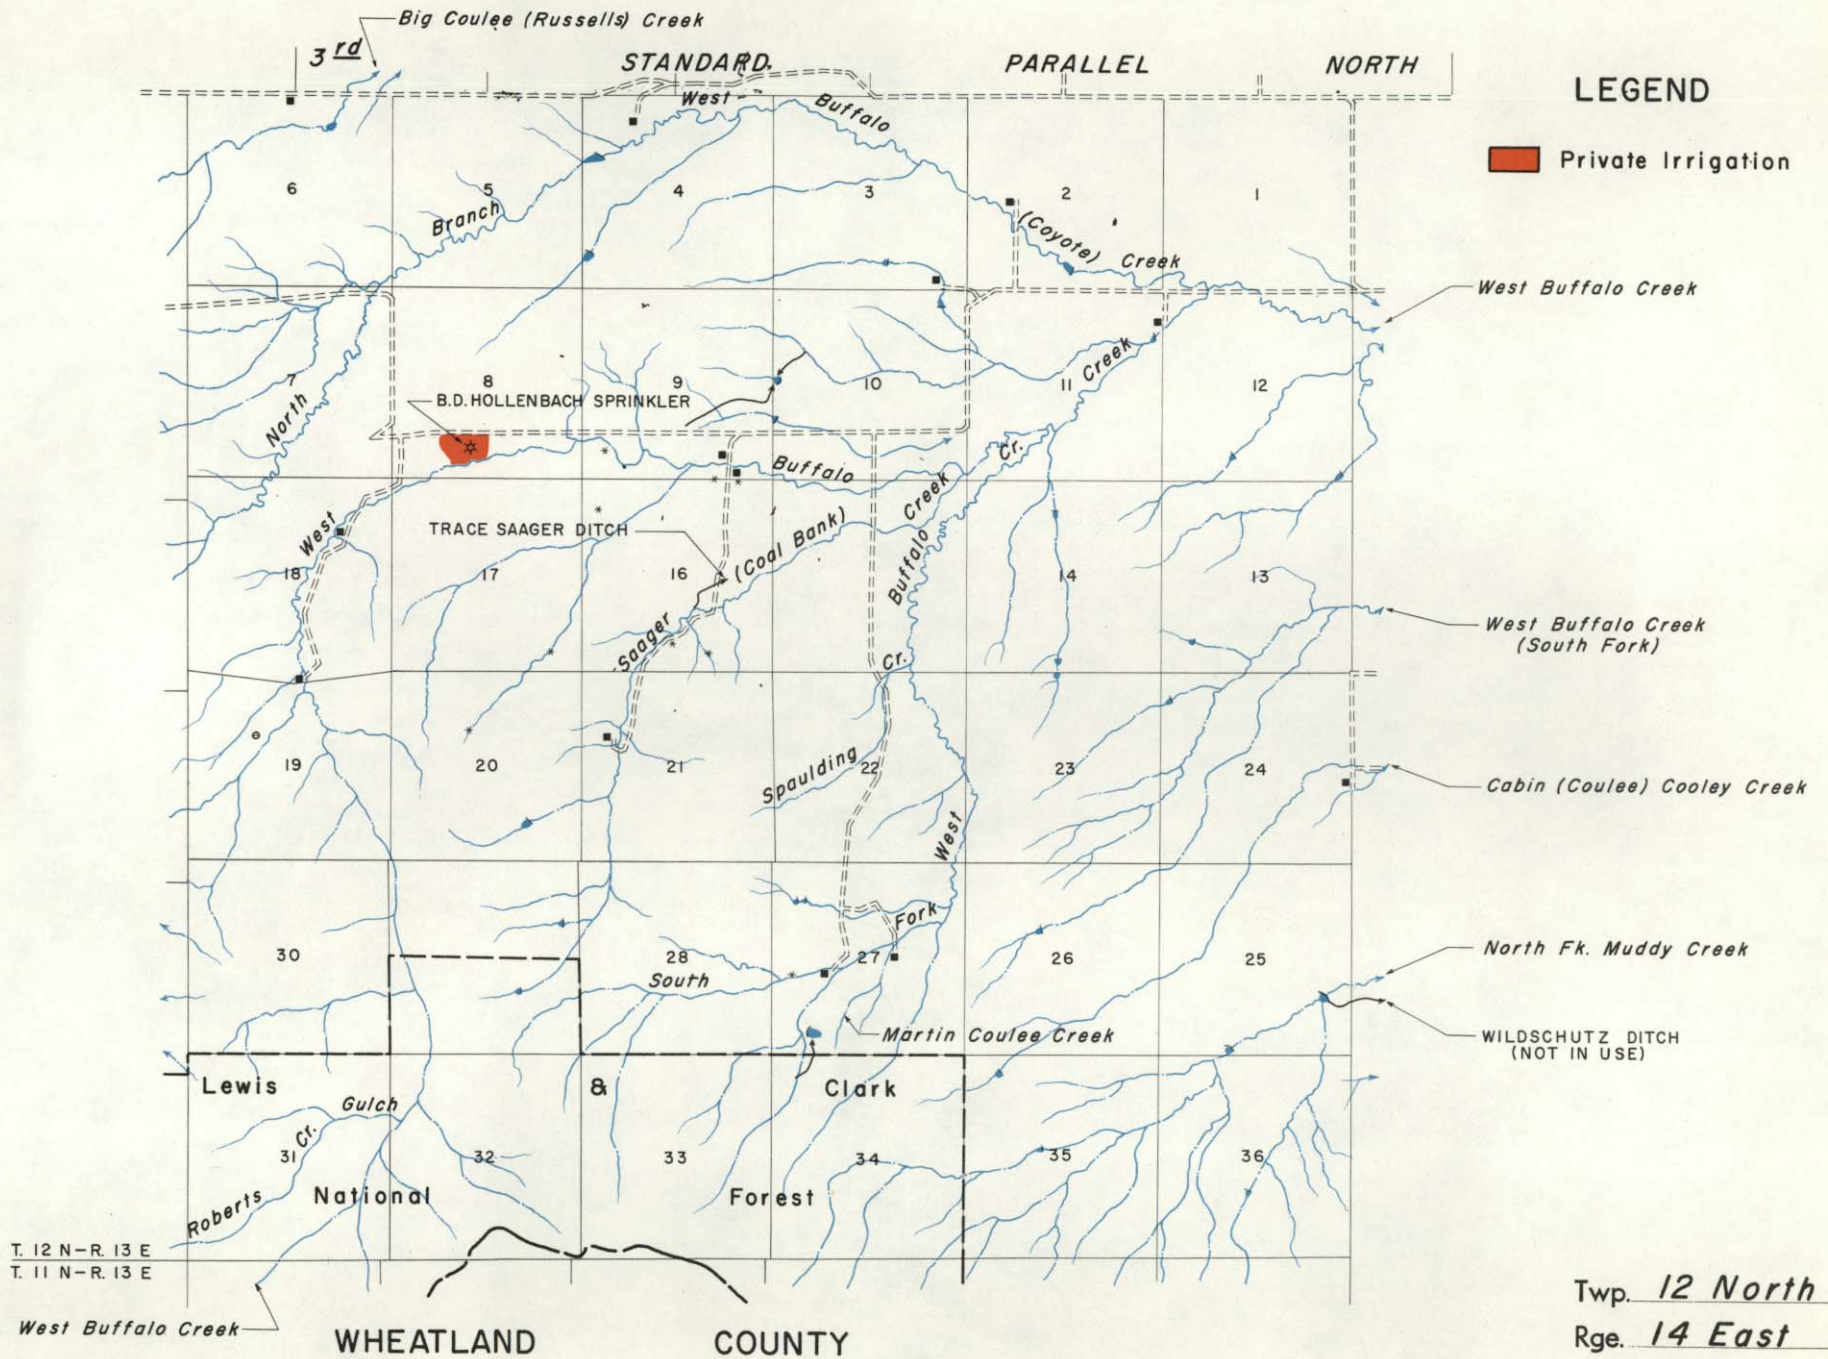 Big Coulee (Russells) Creek
3rd STANDARD PARALLEL NORTH
LEGEND
Private Irrigation
West Buffalo
6 5 4 3 2 1
Branch
(Coyote) Creek
West Buffalo Creek
7 8 9 10 11 12
North
Creek
B.D. HOLLENBACH SPRINKLER
Cr.
Buffalo
Creek
West
TRACE SAAGER DITCH
(Coal Bank)
Buffalo
18 17 16 14 13
Saager
West Buffalo Creek
(South Fork)
Cr.
19 20 21 22 23 24
Spaulding
Cabin (Coulee) Cooley Creek
West
Fork
30 28 27 26 25
North Fk. Muddy Creek
South
Martin Coulee Creek
WILDSCHUTZ DITCH
(NOT IN USE)
Lewis & Clark
Gulch
Cr.
31 32 33 34 35 36
Roberts
National Forest
T. 12 N-R. 13 E
T. 11 N-R. 13 E
West Buffalo Creek
WHEATLAND COUNTY
Twp. 12 North
Rge. 14 East